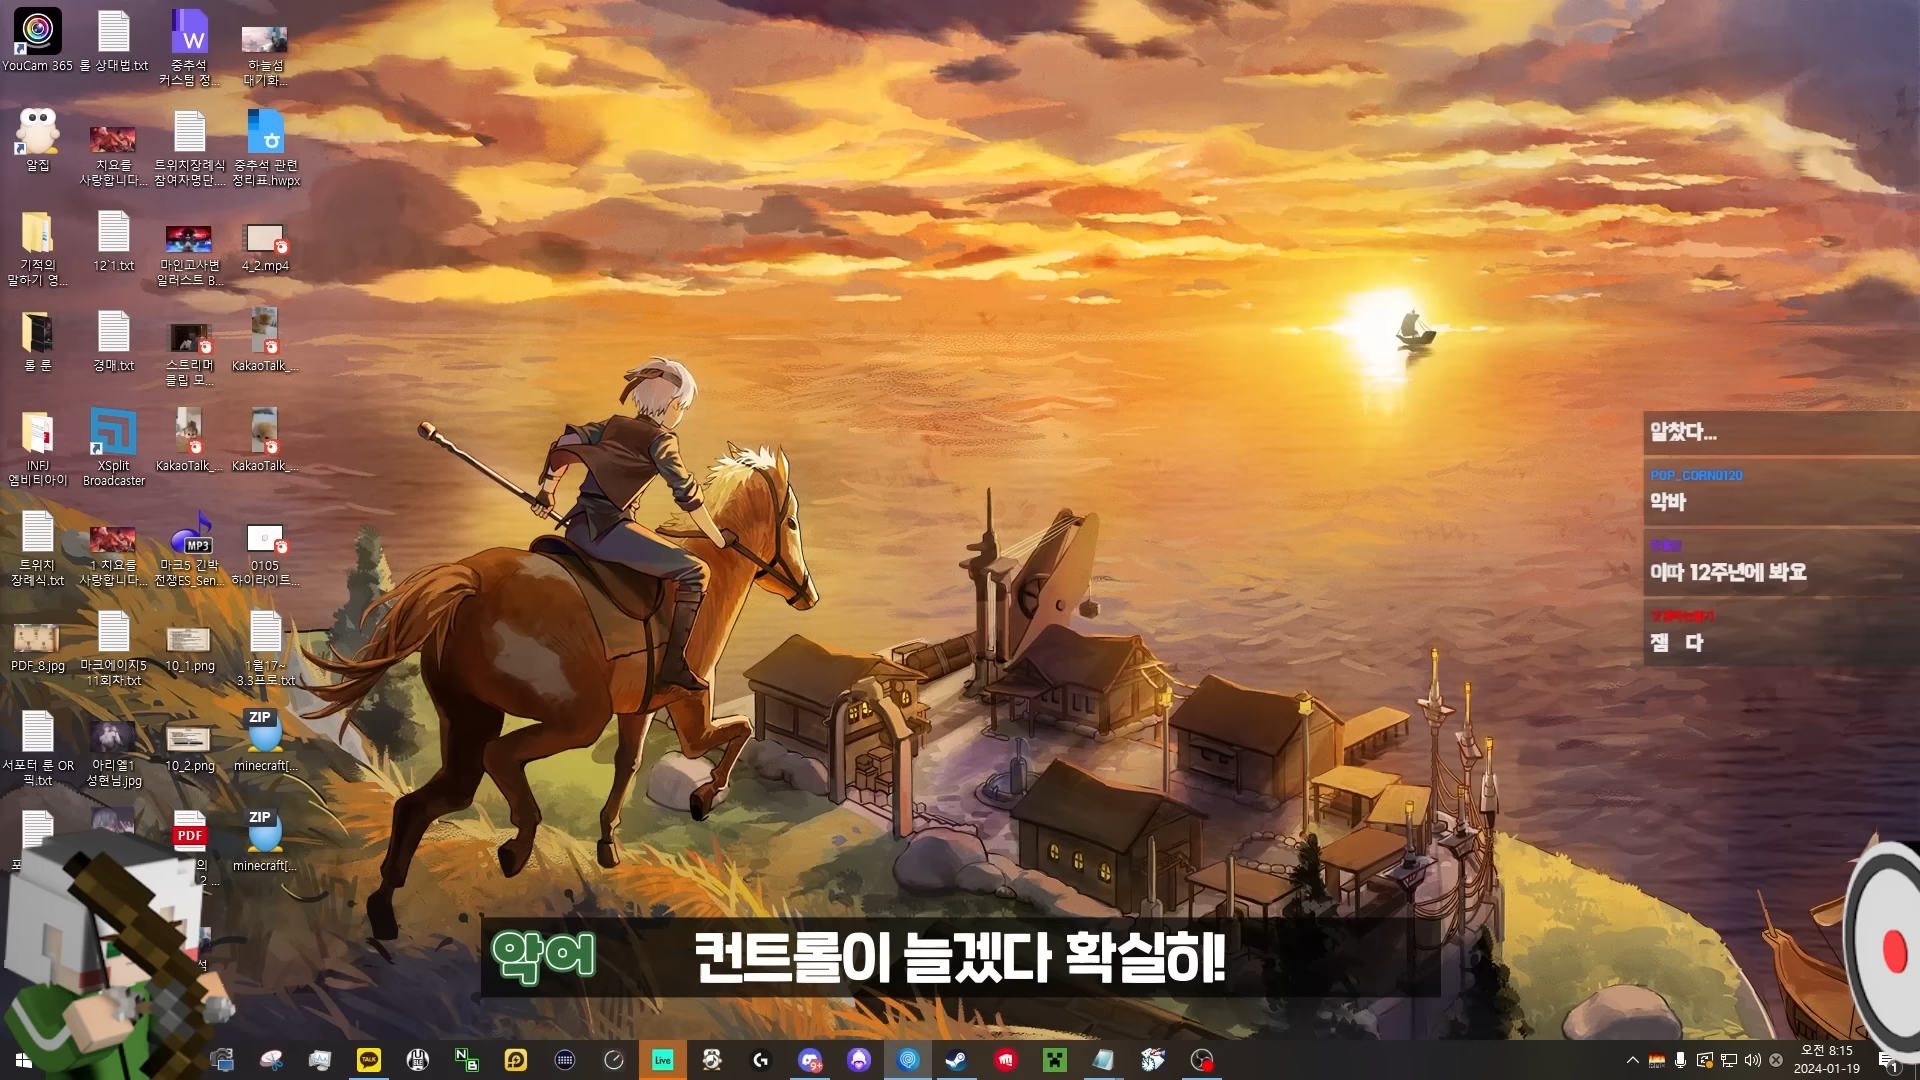 YouCam 365
롤 상대법.txt
중추석
커스텀 정...
하늘섬
대기화...
알집
치요를
사랑합니다...
트위치장례식
참여자명단....
중추석 관련
정리표.hwpx
기적의
말하기 영...
12`1.txt
마인고사변
일러스트 B...
4_2.mp4
롤 룬
경매.txt
스트리머
클립 모...
KakaoTalk_...
INFJ
엠비티아이
XSplit
Broadcaster
KakaoTalk_...
KakaoTalk_...
트위치
장례식.txt
1 치요를
사랑합니다...
MP3
마크5 긴박
전쟁ES_Sen...
0105
하이라이트...
PDF_8.jpg
마크에이지5
11회차.txt
10_1.png
1월17~
3.3프로.txt
서포터 룬 OR
픽.txt
아리엘1
성현님.jpg
10_2.png
ZIP
minecraft[...
PDF
ZIP
minecraft[...
알찼다...
POP_CORN0120
악바
이따 12주년에 봐요
잼 다
악어
컨트롤이 늘겠다 확실히!
TALK
Live
9+
오전 8:15
2024-01-19
1